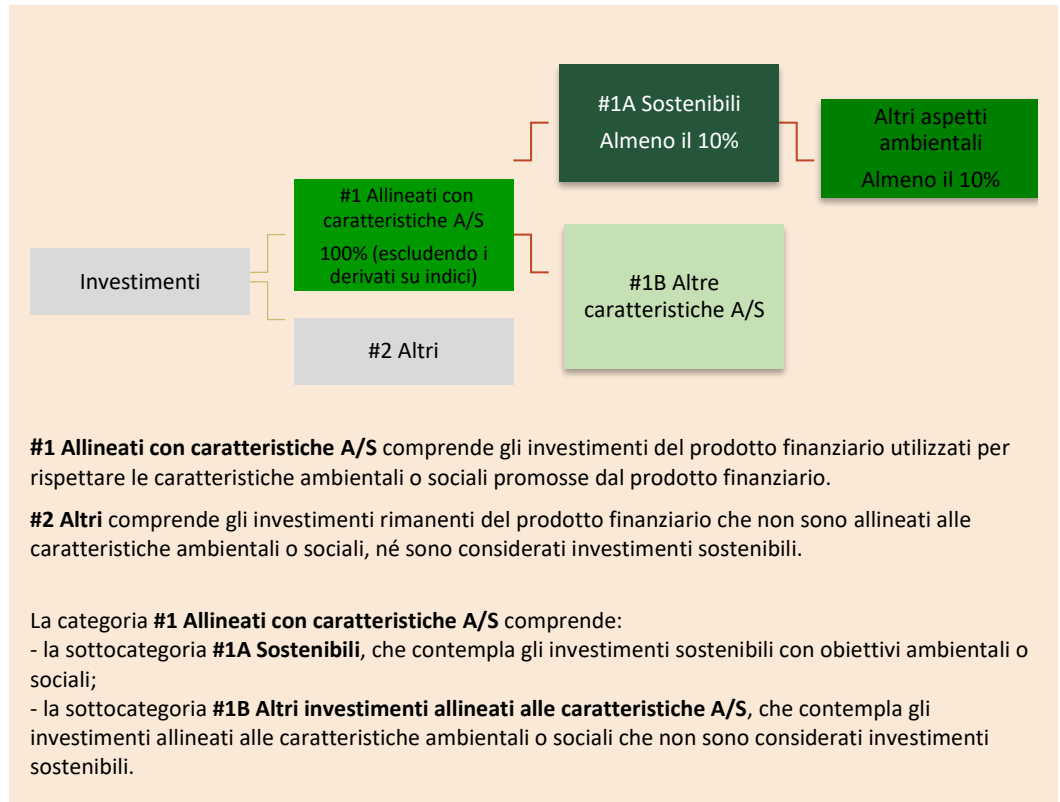 #1A Sostenibili
Almeno il 10%
Altri aspetti
ambientali
Almeno il 10%
#1 Allineati con
caratteristiche A/S
100% (escludendo i
derivati su indici)
Investimenti
#1B Altre
caratteristiche A/S
#2 Altri
#1 Allineati con caratteristiche A/S comprende gli investimenti del prodotto finanziario utilizzati per
rispettare le caratteristiche ambientali o sociali promosse dal prodotto finanziario.
#2 Altri comprende gli investimenti rimanenti del prodotto finanziario che non sono allineati alle
caratteristiche ambientali o sociali, né sono considerati investimenti sostenibili.
La categoria #1 Allineati con caratteristiche A/S comprende:
- la sottocategoria #1A Sostenibili, che contempla gli investimenti sostenibili con obiettivi ambientali o
sociali;
- la sottocategoria #1B Altri investimenti allineati alle caratteristiche A/S, che contempla gli
investimenti allineati alle caratteristiche ambientali o sociali che non sono considerati investimenti
sostenibili.